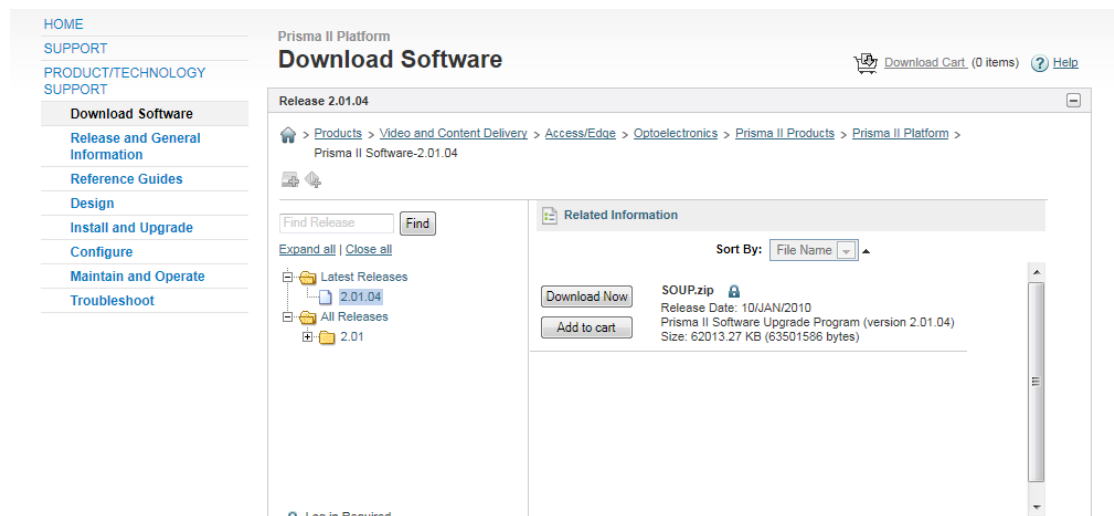 HOME
SUPPORT
PRODUCT/TECHNOLOGY
SUPPORT
Download Software
Release and General
Information
Reference Guides
Design
Install and Upgrade
Configure
Maintain and Operate
Troubleshoot
Prisma II Platform
Download Software
Download Cart (0 items) ? Help
Release 2.01.04
> Products > Video and Content Delivery > Access/Edge > Optoelectronics > Prisma II Products > Prisma II Platform >
Prisma II Software-2.01.04
Find Release Find
Expand all | Close all
Latest Releases
2.01.04
All Releases
2.01
Related Information
Sort By: File Name
Download Now
Add to cart
SOUP.zip
Release Date: 10/JAN/2010
Prisma II Software Upgrade Program (version 2.01.04)
Size: 62013.27 KB (63501586 bytes)
Log in Required